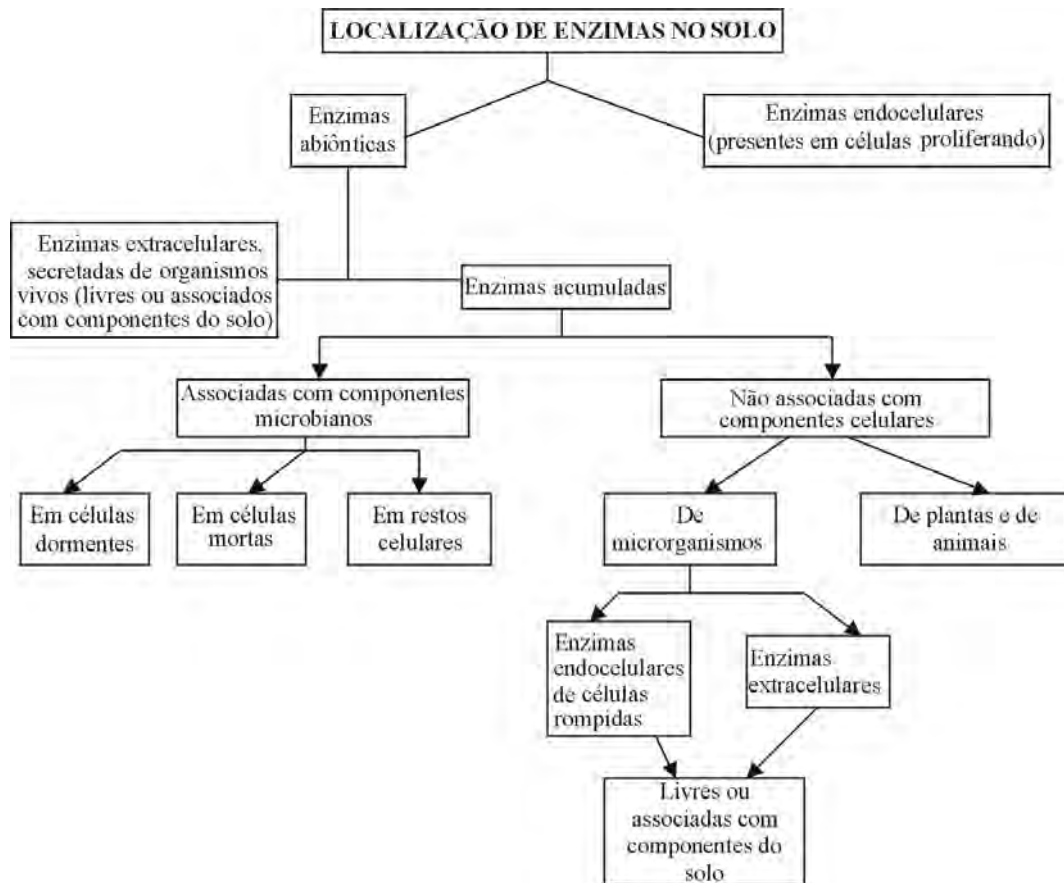 LOCALIZAÇÃO DE ENZIMAS NO SOLO
Enzimas
abiônticas
Enzimas endocelulares
(presentes em células proliferando)
Enzimas extracelulares,
secretadas de organismos
vivos (livres ou associados
com componentes do solo)
Enzimas acumuladas
Associadas com componentes
microbianos
Não associadas com
componentes celulares
Em células
dormentes
Em células
mortas
Em restos
celulares
De
microrganismos
De plantas e de
animais
Enzimas
endocelulares
de células
rompidas
Enzimas
extracelulares
Livres ou
associadas com
componentes do
solo